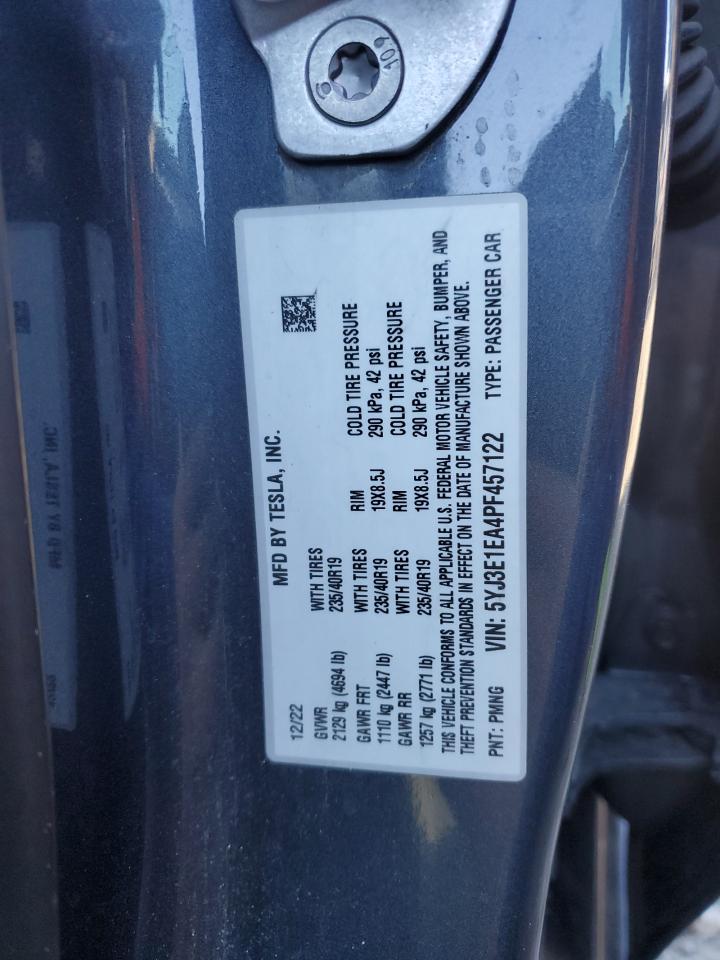 109
MFD BY TESLA, INC.
12/22
GVWR WITH TIRES RIM COLD TIRE PRESSURE
2129 kg (4694 lb) 235/40R19 19X8.5J 290 kPa, 42 psi
GAWR FRT WITH TIRES RIM COLD TIRE PRESSURE
1110 kg (2447 lb) 235/40R19 19X8.5J 290 kPa, 42 psi
GAWR RR WITH TIRES
1257 kg (2771 lb) 235/40R19
THIS VEHICLE CONFORMS TO ALL APPLICABLE U.S. FEDERAL MOTOR VEHICLE SAFETY, BUMPER, AND
THEFT PREVENTION STANDARDS IN EFFECT ON THE DATE OF MANUFACTURE SHOWN ABOVE.
PNT: PMNG VIN: 5YJ3E1EA4PF457122 TYPE: PASSENGER CAR